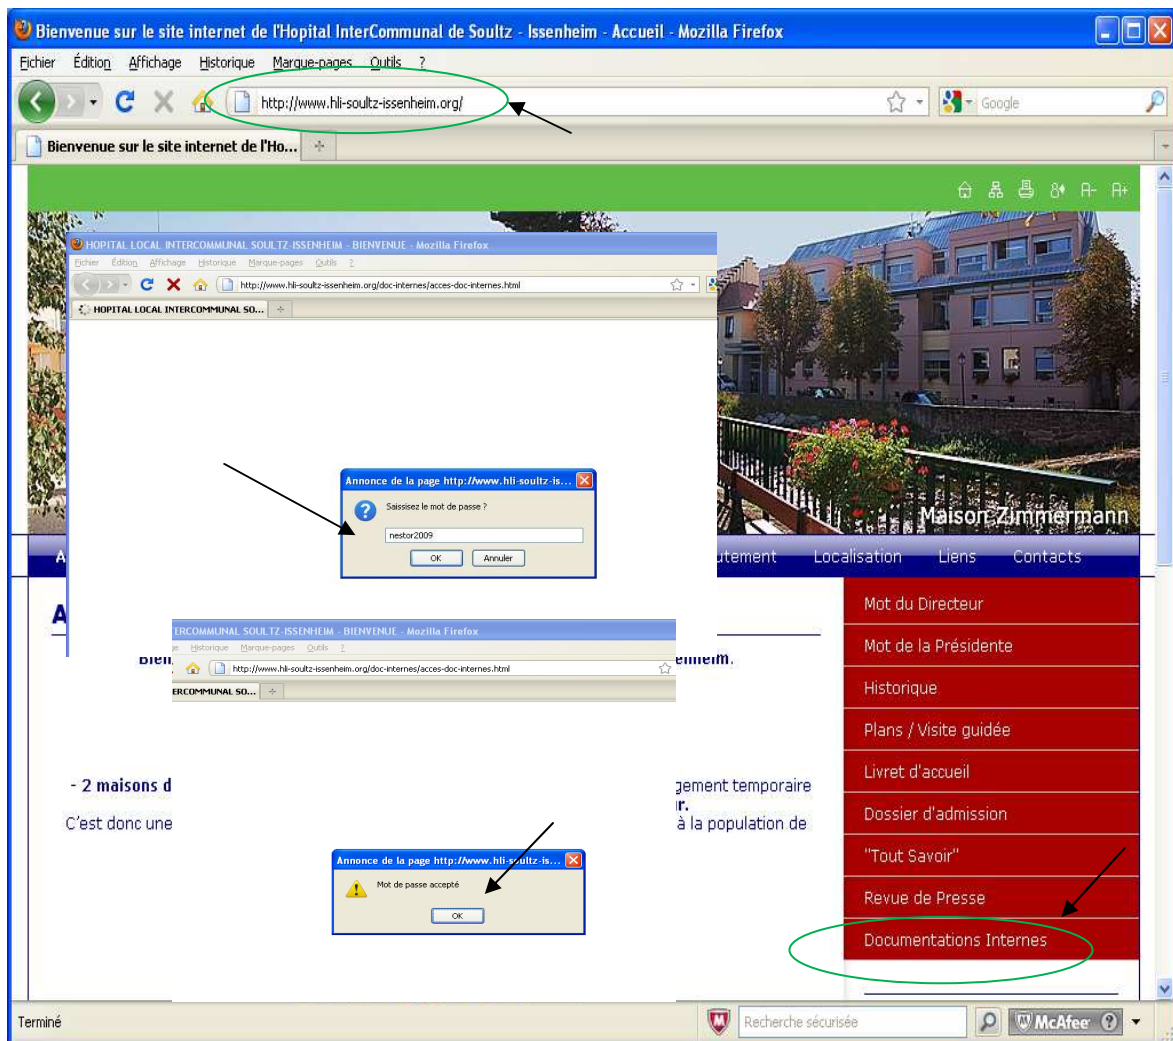 Bienvenue sur le site internet de l'Hopital InterCommunal de Soultz - Issenheim - Accueil - Mozilla Firefox
Eichier Édition Affichage Historique Marque-pages Outils ?
http://www.hli-soultz-issenheim.org/
Google
Bienvenue sur le site internet de l'Ho...
A- A+
HOPITAL LOCAL INTERCOMMUNAL SOULTZ-ISSENHEIM - BIENVENUE - Mozilla Firefox
Fichier Édition Affichage Historique Marque-pages Outils ?
http://www.hli-soultz-issenheim.org/doc-internes/acces-doc-internes.html
HOPITAL LOCAL INTERCOMMUNAL SO...
Annonce de la page http://www.hli-soultz-is...
Saisissez le mot de passe ?
nestor2009
OK Annuler
Maison Zimmermann
A utement Localisation Liens Contacts
A
Mot du Directeur
Mot de la Présidente
Historique
Plans / Visite guidée
Livret d'accueil
Dossier d'admission
"Tout Savoir"
Revue de Presse
Documentations Internes
ERCOMMUNAL SOULTZ-ISSENHEIM - BIENVENUE - Mozilla Firefox
ge Historique Marque-pages Outils ?
Bien enheim.
http://www.hli-soultz-issenheim.org/doc-internes/acces-doc-internes.html
ERCOMMUNAL SO...
- 2 maisons d gement temporaire
ur.
C'est donc une à la population de
Annonce de la page http://www.hli-soultz-is...
Mot de passe accepté
OK
Terminé
Recherche sécurisée
McAfee